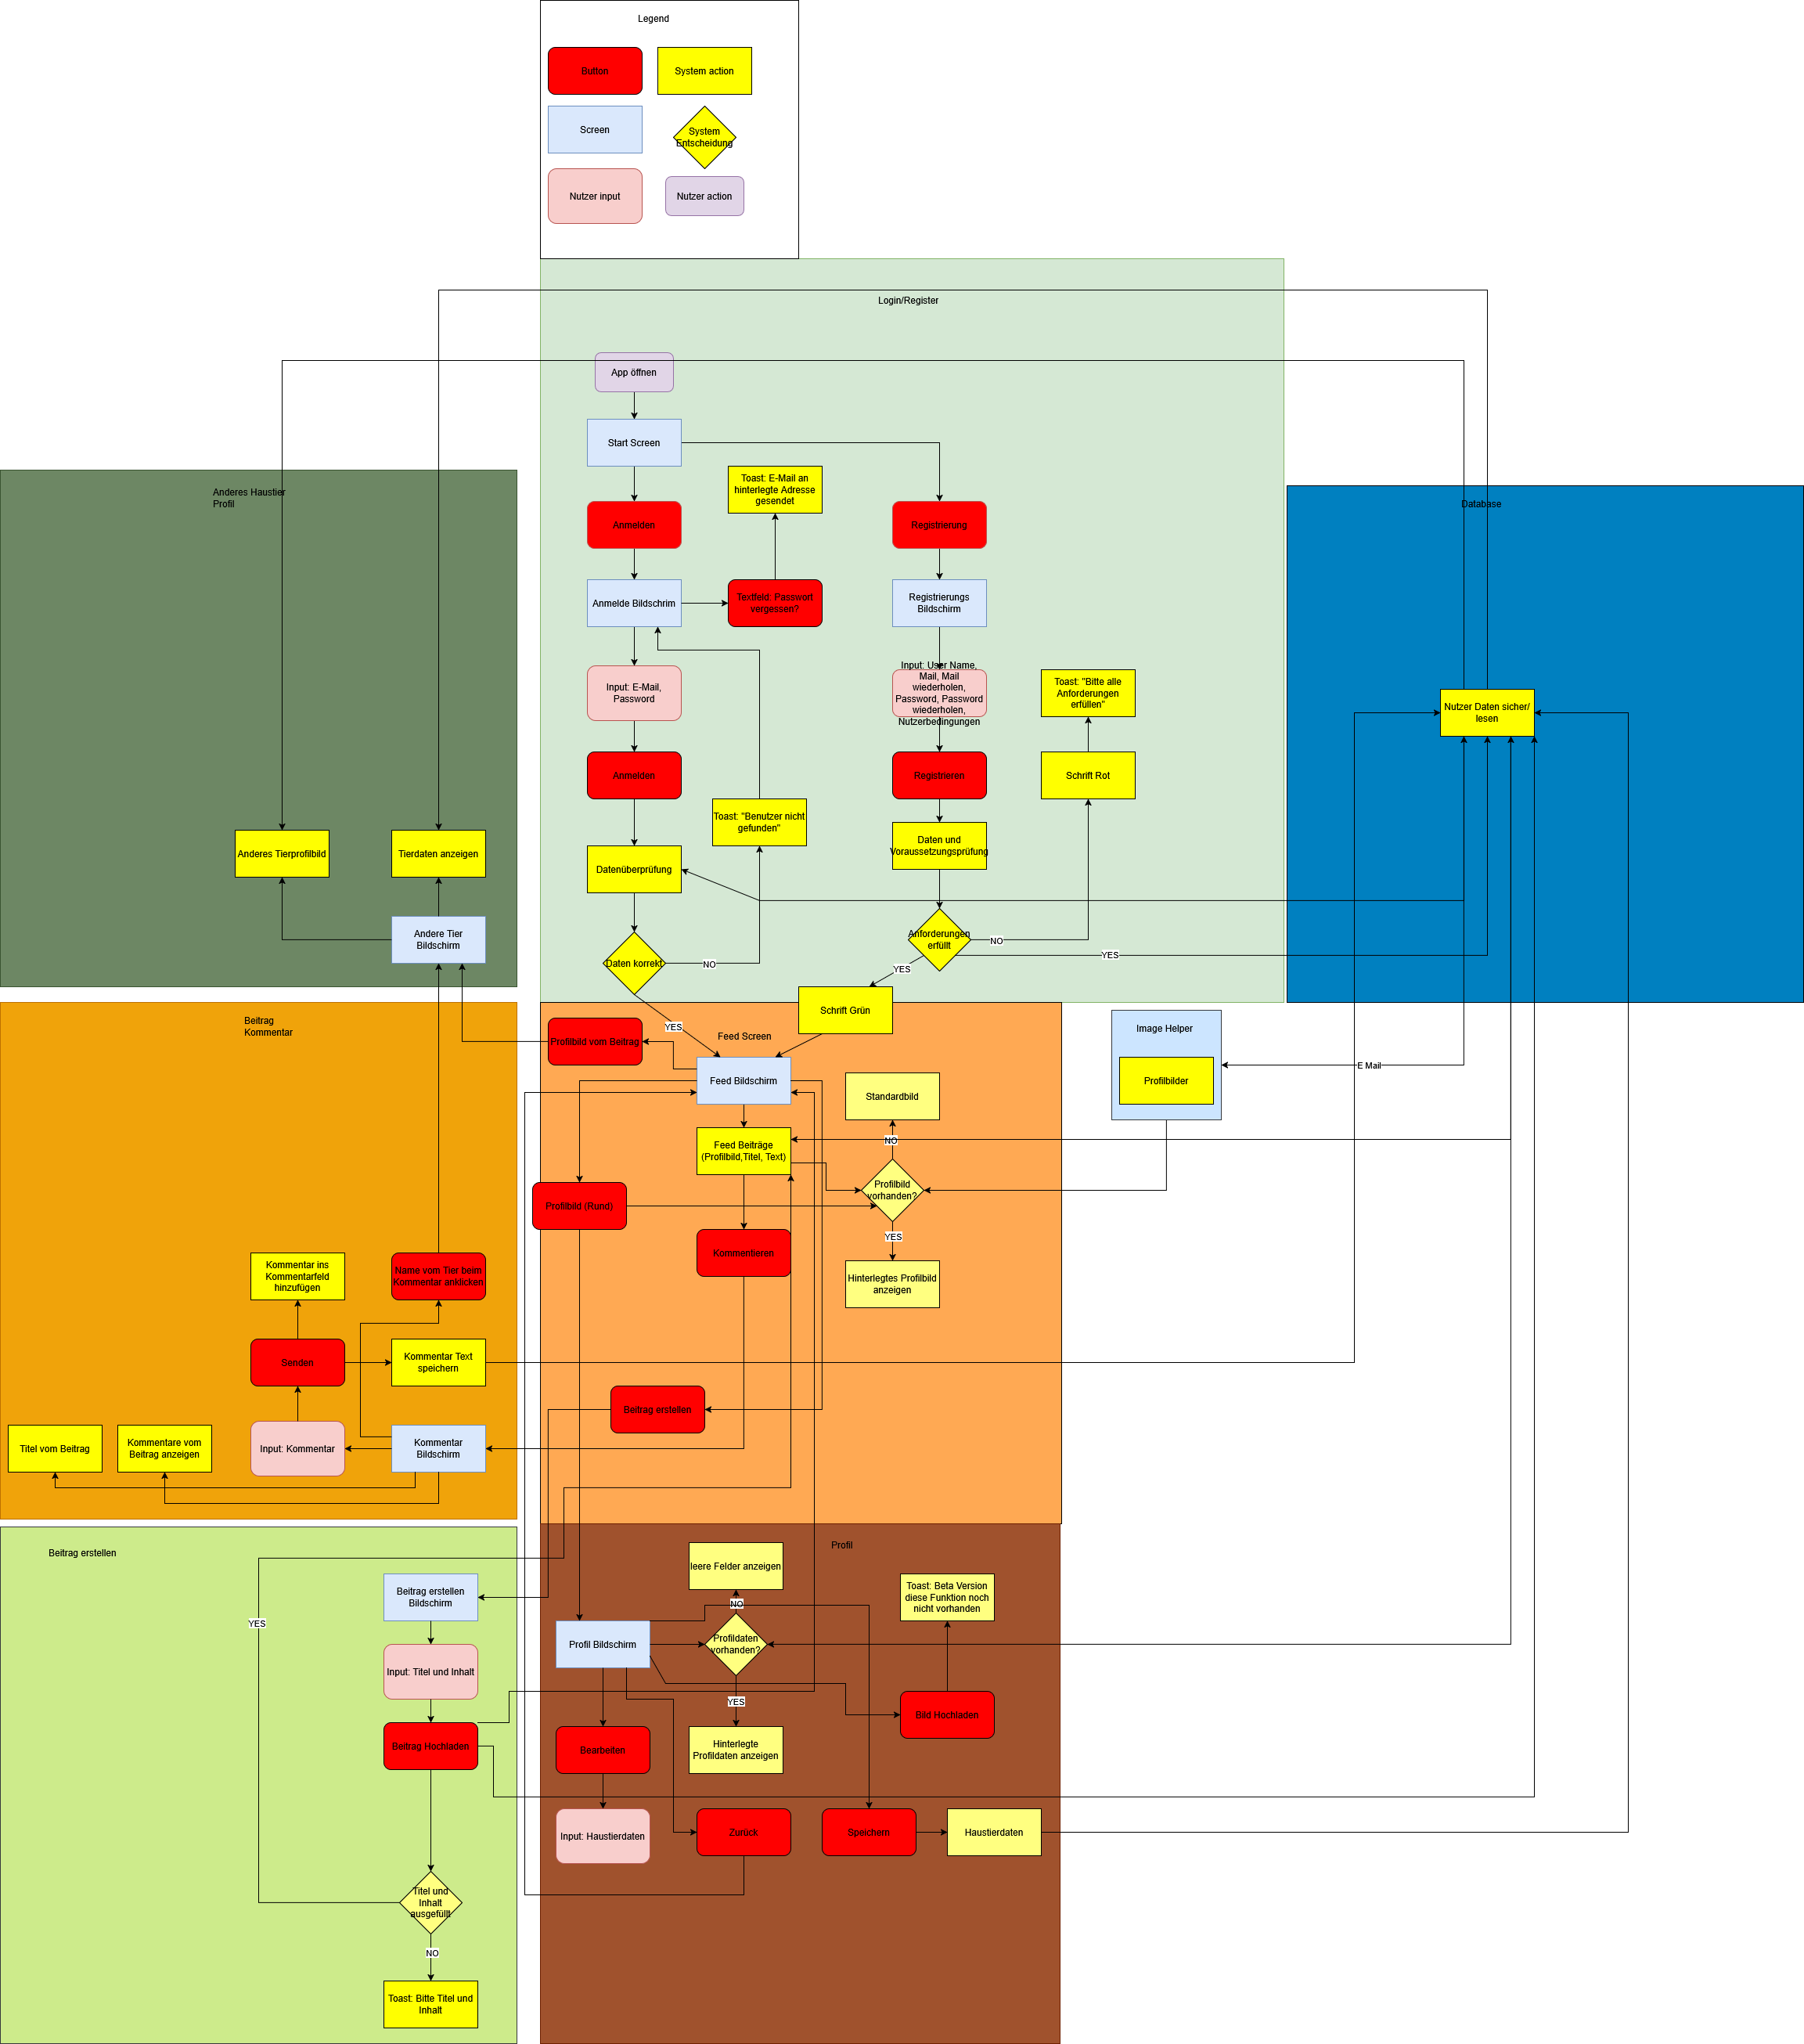 Legend
Button
System action
Screen
System
Entscheidung
Nutzer input
Nutzer action
Login/Register
App öffnen
Start Screen
Toast: E-Mail an
hinterlegte Adresse
gesendet
Anmelden
Registrierung
Anmelde Bildschrim
Textfeld: Passwort
vergessen?
Registrierungs
Bildschirm
Input: E-Mail,
Password
Input: User Name,
Mail, Mail
wiederholen,
Password, Password
wiederholen,
Nutzerbedingungen
Toast: "Bitte alle
Anforderungen
erfüllen"
Anmelden
Registrieren
Schrift Rot
Toast: "Benutzer nicht
gefunden"
Daten und
Voraussetzungsprüfung
Datenüberprüfung
Anforderungen
erfüllt
NO
YES
YES
Daten korrekt
NO
YES
Schrift Grün
Anderes Haustier
Profil
Anderes Tierprofilbild
Tierdaten anzeigen
Andere Tier
Bildschirm
Database
Nutzer Daten sicher/
lesen
Beitrag
Kommentar
Kommentar ins
Kommentarfeld
hinzufügen
Name vom Tier beim
Kommentar anklicken
Senden
Kommentar Text
speichern
Titel vom Beitrag
Kommentare vom
Beitrag anzeigen
Input: Kommentar
Kommentar
Bildschirm
Profilbild vom Beitrag
Feed Screen
Feed Bildschirm
Standardbild
NO
Feed Beiträge
(Profilbild,Titel, Text)
Profilbild
vorhanden?
Profilbild (Rund)
YES
Kommentieren
Hinterlegtes Profilbild
anzeigen
Beitrag erstellen
Image Helper
Profilbilder
E Mail
Beitrag erstellen
Beitrag erstellen
Bildschirm
YES
Input: Titel und Inhalt
Beitrag Hochladen
Titel und
Inhalt
ausgefüllt
NO
Toast: Bitte Titel und
Inhalt
Profil
leere Felder anzeigen
NO
Toast: Beta Version
diese Funktion noch
nicht vorhanden
Profil Bildschirm
Profildaten
vorhanden?
YES
Bild Hochladen
Bearbeiten
Hinterlegte
Profildaten anzeigen
Input: Haustierdaten
Zurück
Speichern
Haustierdaten